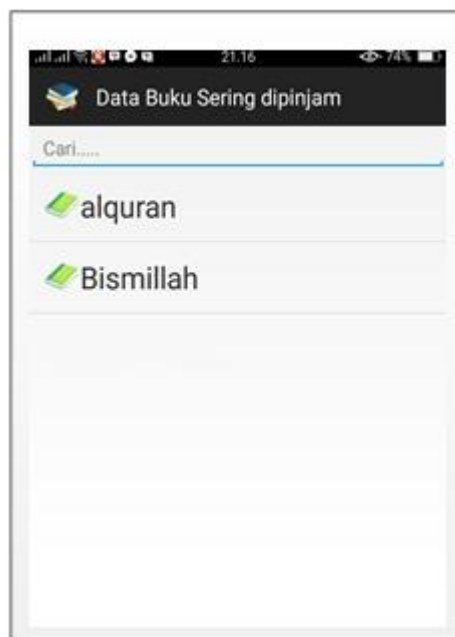 21.16 74%
Data Buku Sering dipinjam
Cari.....
alquran
Bismillah